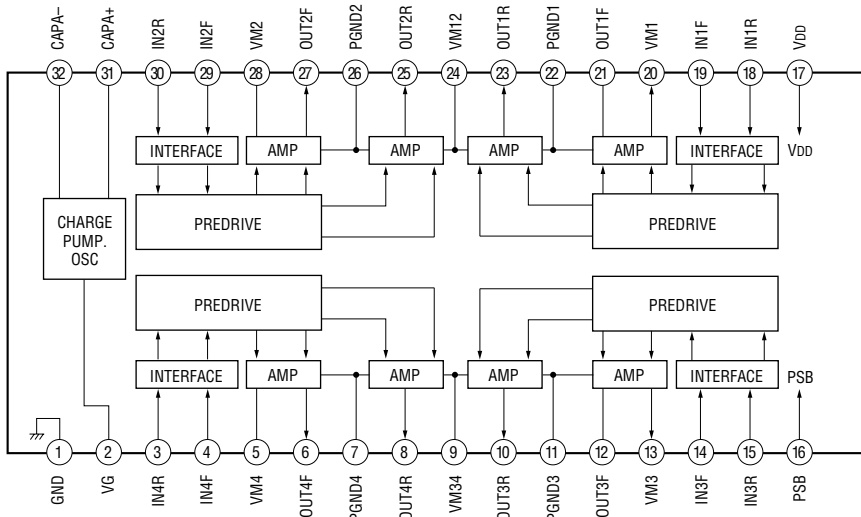 CAPA–
CAPA+
IN2R
IN2F
VM2
OUT2F
PGND2
OUT2R
VM12
OUT1R
PGND1
OUT1F
VM1
IN1F
IN1R
VDD
32
31
30
29
28
27
26
25
24
23
22
21
20
19
18
17
INTERFACE
AMP
AMP
AMP
AMP
INTERFACE
VDD
CHARGE
PUMP.
OSC
PREDRIVE
PREDRIVE
PREDRIVE
PREDRIVE
INTERFACE
AMP
AMP
AMP
AMP
INTERFACE
PSB
1
2
3
4
5
6
7
8
9
10
11
12
13
14
15
16
GND
VG
IN4R
IN4F
VM4
OUT4F
PGND4
OUT4R
VM34
OUT3R
PGND3
OUT3F
VM3
IN3F
IN3R
PSB